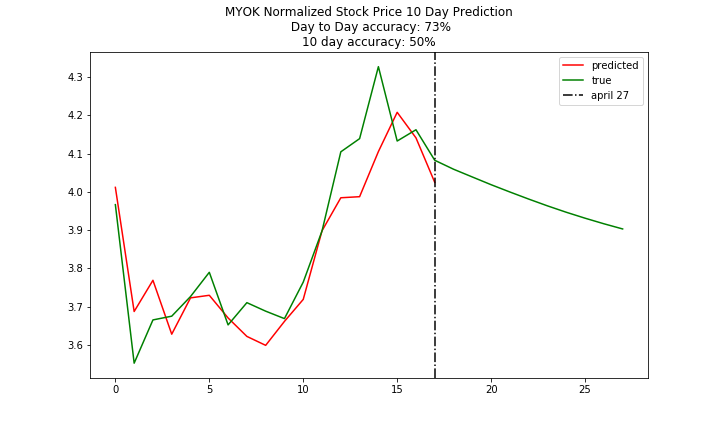 MYOK Normalized Stock Price 10 Day Prediction
Day to Day accuracy: 73%
10 day accuracy: 50%
predicted
true
april 27
4.3
4.2
4.1
4.0
3.9
3.8
3.7
3.6
0 5 10 15 20 25